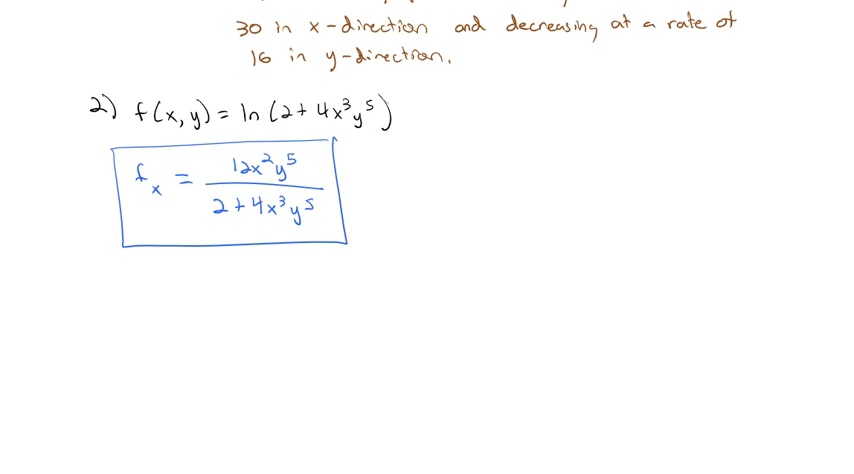 30 in x-direction and decreasing at a rate of
16 in y-direction.
2) f(x, y) = ln(2 + 4x³y⁵)
fₓ = 12x²y⁵ / 2 + 4x³y⁵